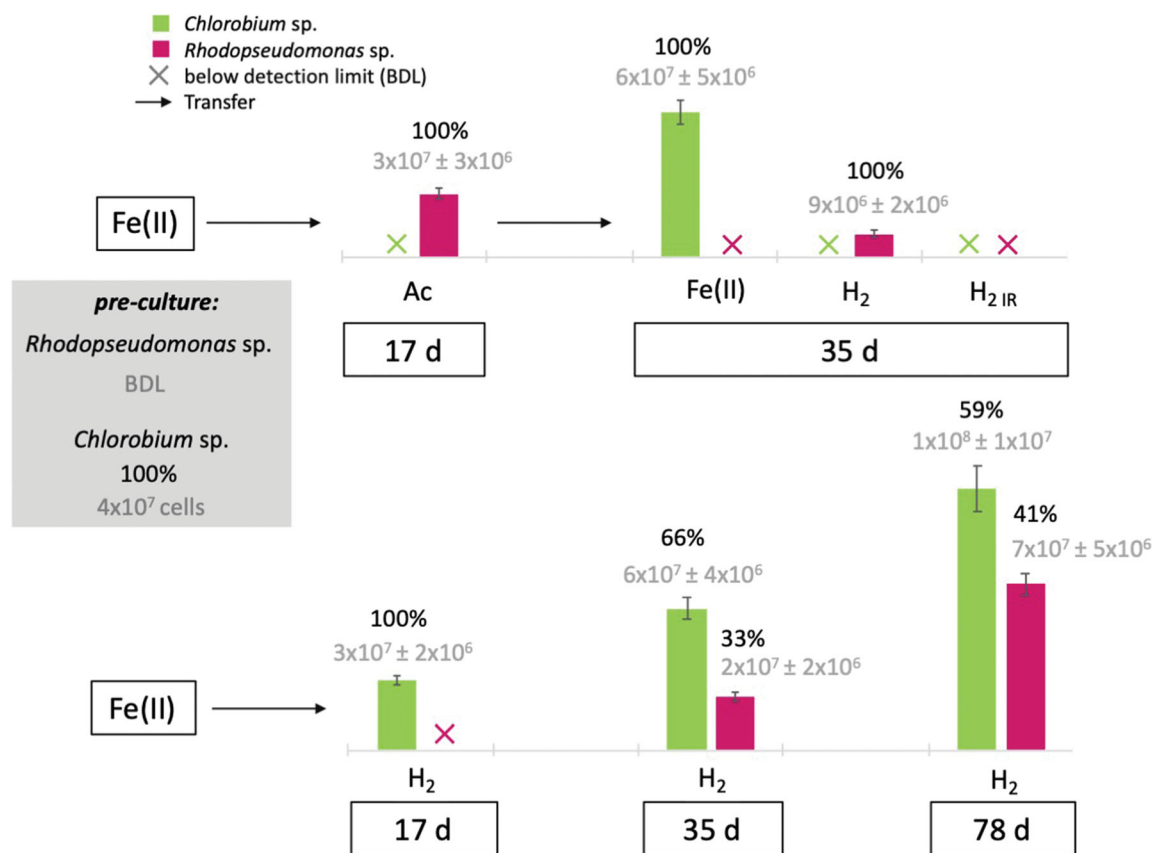 Chlorobium sp.
Rhodopseudomonas sp.
below detection limit (BDL)
Transfer
100%
3x10⁷ ± 3x10⁶
100%
6x10⁷ ± 5x10⁶
100%
9x10⁶ ± 2x10⁶
Fe(II)
Ac
Fe(II)
H₂
H₂ IR
17 d
35 d
pre-culture:
Rhodopseudomonas sp.
BDL
Chlorobium sp.
100%
4x10⁷ cells
59%
1x10⁸ ± 1x10⁷
41%
7x10⁷ ± 5x10⁶
66%
6x10⁷ ± 4x10⁶
33%
2x10⁷ ± 2x10⁶
100%
3x10⁷ ± 2x10⁶
Fe(II)
H₂
H₂
H₂
17 d
35 d
78 d